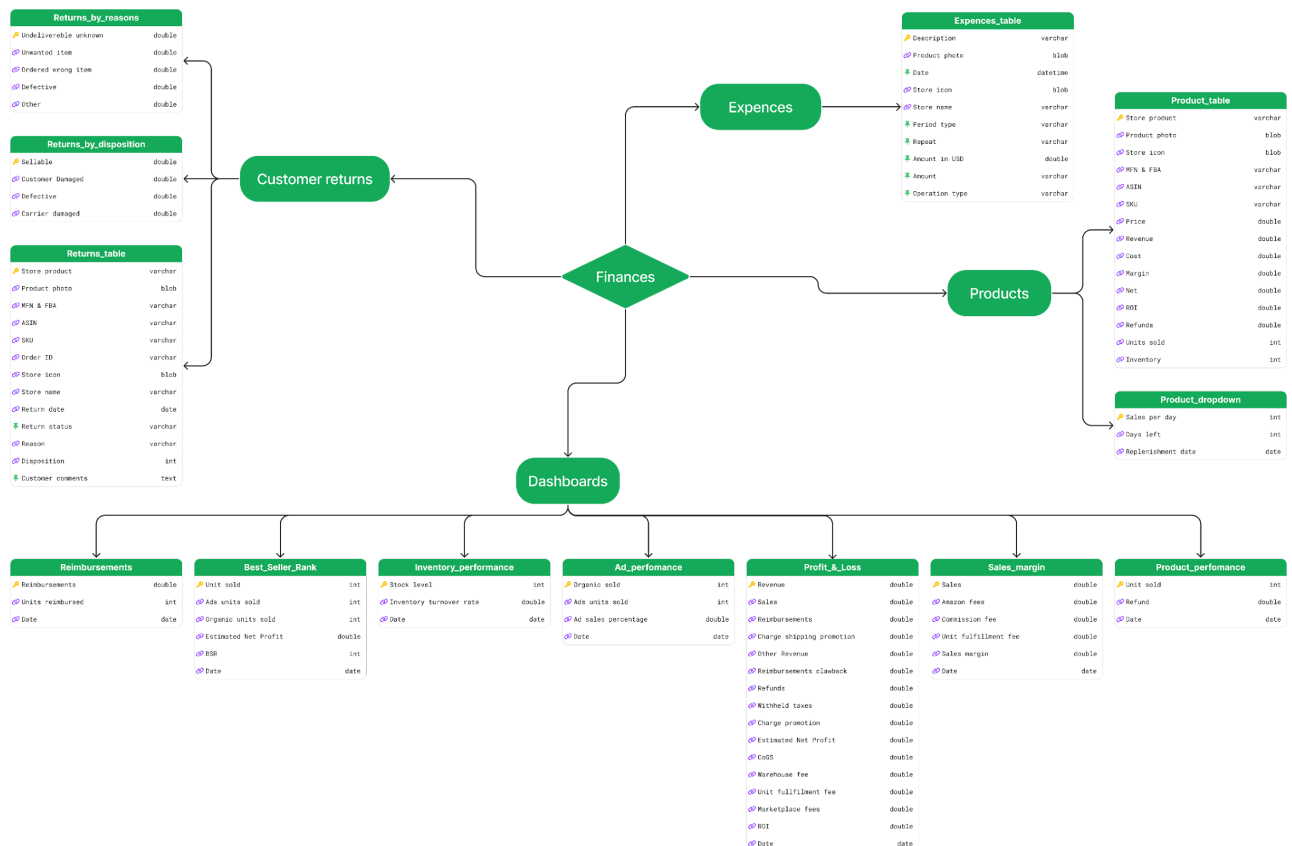 Returns_by_reasons
Undelivereble unknown double
Unwanted item double
Ordered wrong item double
Defective double
Other double
Returns_by_disposition
Sellable double
Customer Damaged double
Defective double
Carrier damaged double
Returns_table
Store product varchar
Product photo blob
MFN & FBA varchar
ASIN varchar
SKU varchar
Order ID varchar
Store icon blob
Store name varchar
Return date date
Return status varchar
Reason varchar
Disposition int
Customer comments text
Customer returns
Expences
Finances
Expences_table
Description varchar
Product photo blob
Date datetime
Store icon blob
Store name varchar
Period type varchar
Repeat varchar
Amount in USD double
Amount varchar
Operation type varchar
Products
Product_table
Store product varchar
Product photo blob
Store icon blob
MFN & FBA varchar
ASIN varchar
SKU varchar
Price double
Revenue double
Cost double
Margin double
Net double
ROI double
Refunds double
Units sold int
Inventory int
Product_dropdown
Sales per day int
Days left int
Replenishment date date
Dashboards
Reimbursements
Reimbursements double
Units reimbursed int
Date date
Best_Seller_Rank
Unit sold int
Ads units sold int
Organic units sold int
Estimated Net Profit double
BSR int
Date date
Inventory_performance
Stock level int
Inventory turnover rate double
Date date
Ad_perfomance
Organic sold int
Ads units sold int
Ad sales percentage double
Date date
Profit_&_Loss
Revenue double
Sales double
Reimbursements double
Charge shipping promotion double
Other Revenue double
Reimbursements clawback double
Refunds double
Withheld taxes double
Charge promotion double
Estimated Net Profit double
CoGS double
Warehouse fee double
Unit fullfilment fee double
Marketplace fees double
ROI double
Date date
Sales_margin
Sales double
Amazon fees double
Commission fee double
Unit fulfillment fee double
Sales margin double
Date date
Product_perfomance
Unit sold int
Refund double
Date date